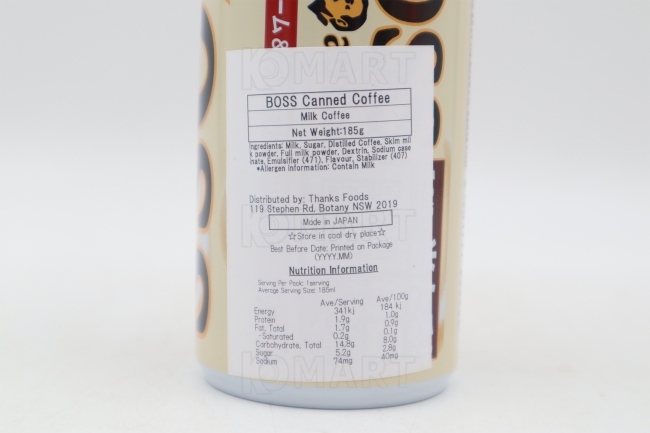 KOMART
BOSS Canned Coffee
Milk Coffee
Net Weight:185g
Ingredients: Milk, Sugar, Distilled Coffee, Skim mil
k powder, Full milk powder, Dextrin, Sodium case
inate, Emulsifier (471), Flavour, Stabilizer (407)
*Allergen information: Contain Milk
Distributed by: Thanks Foods
119 Stephen Rd. Botany NSW 2019
KOMART
Made in JAPAN
☆Store in cool dry place☆
Best Before Date: Printed on Package
(YYYY.MM)
Nutrition Information
Serving Per Pack: 1serving
Average Serving Size: 185ml
Ave/Serving Ave/100g
Energy 341kj 184 kj
Protein 1.9g 1.0g
Fat, Total 1.7g 0.9g
-Saturated 0.2g 0.1g
Carbohydrate, Total 14.8g 8.0g
Sugar 5.2g 2.8g
Sodium 74mg 40mg
KOMART